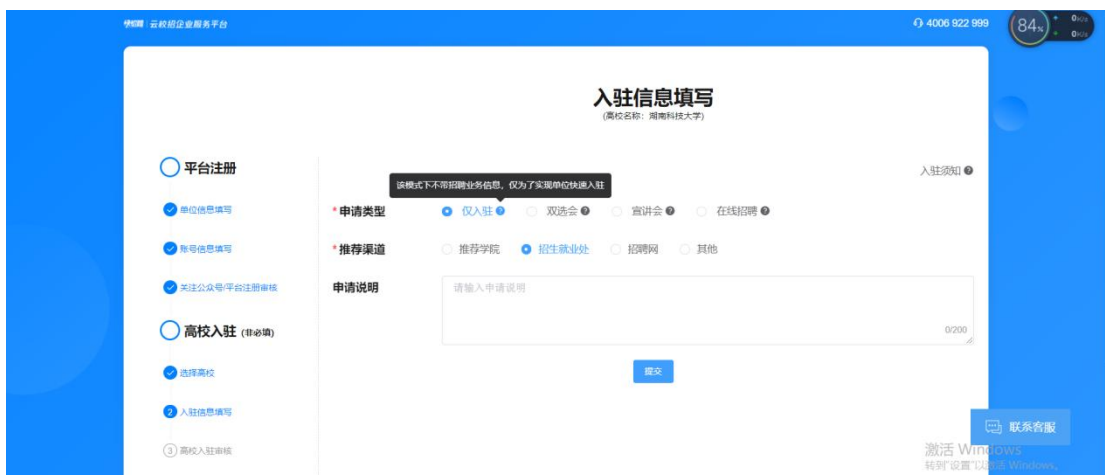 云校招企业服务平台
4006 922 999
84%
0K/s
0K/s
入驻信息填写
(高校名称：湖南科技大学)
平台注册
入驻须知
该模式下不带招聘业务信息，仅为了实现单位快速入驻
单位信息填写
*申请类型
仅入驻
双选会
宣讲会
在线招聘
账号信息填写
*推荐渠道
推荐学院
招生就业处
招聘网
其他
关注公众号/平台注册审核
申请说明
请输入申请说明
高校入驻 (非必填)
0/200
选择高校
提交
2 入驻信息填写
联系客服
3 高校入驻审核
激活 Windows
转到"设置"以激活 Windows。